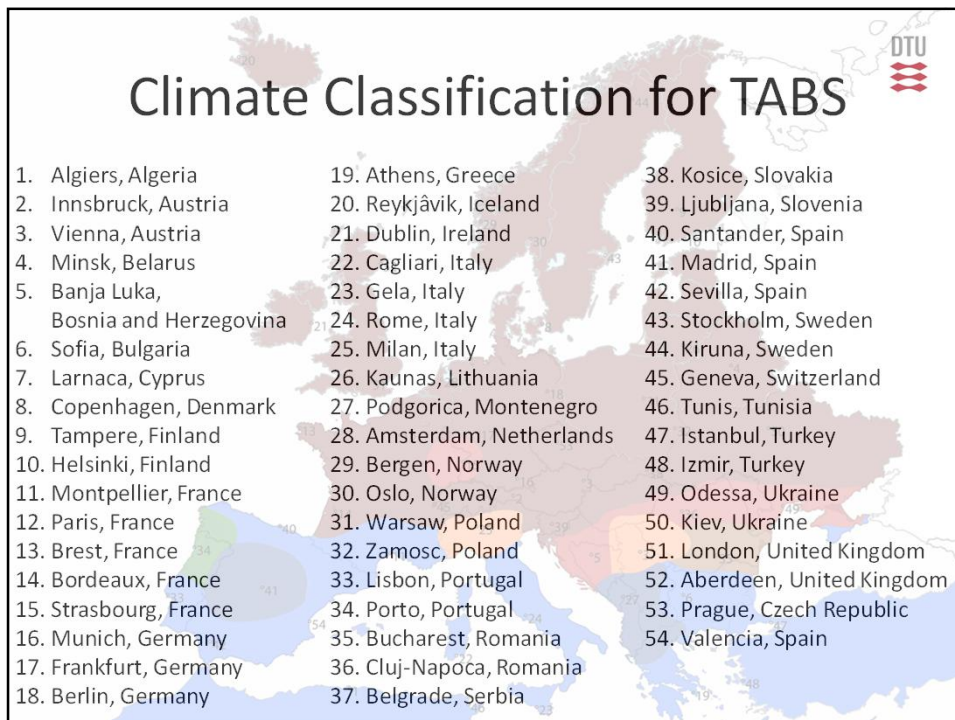 DTU
Climate Classification for TABS
1. Algiers, Algeria
2. Innsbruck, Austria
3. Vienna, Austria
4. Minsk, Belarus
5. Banja Luka,
Bosnia and Herzegovina
6. Sofia, Bulgaria
7. Larnaca, Cyprus
8. Copenhagen, Denmark
9. Tampere, Finland
10. Helsinki, Finland
11. Montpellier, France
12. Paris, France
13. Brest, France
14. Bordeaux, France
15. Strasbourg, France
16. Munich, Germany
17. Frankfurt, Germany
18. Berlin, Germany
19. Athens, Greece
20. Reykjâvik, Iceland
21. Dublin, Ireland
22. Cagliari, Italy
23. Gela, Italy
24. Rome, Italy
25. Milan, Italy
26. Kaunas, Lithuania
27. Podgorica, Montenegro
28. Amsterdam, Netherlands
29. Bergen, Norway
30. Oslo, Norway
31. Warsaw, Poland
32. Zamosc, Poland
33. Lisbon, Portugal
34. Porto, Portugal
35. Bucharest, Romania
36. Cluj-Napoca, Romania
37. Belgrade, Serbia
38. Kosice, Slovakia
39. Ljubljana, Slovenia
40. Santander, Spain
41. Madrid, Spain
42. Sevilla, Spain
43. Stockholm, Sweden
44. Kiruna, Sweden
45. Geneva, Switzerland
46. Tunis, Tunisia
47. Istanbul, Turkey
48. Izmir, Turkey
49. Odessa, Ukraine
50. Kiev, Ukraine
51. London, United Kingdom
52. Aberdeen, United Kingdom
53. Prague, Czech Republic
54. Valencia, Spain